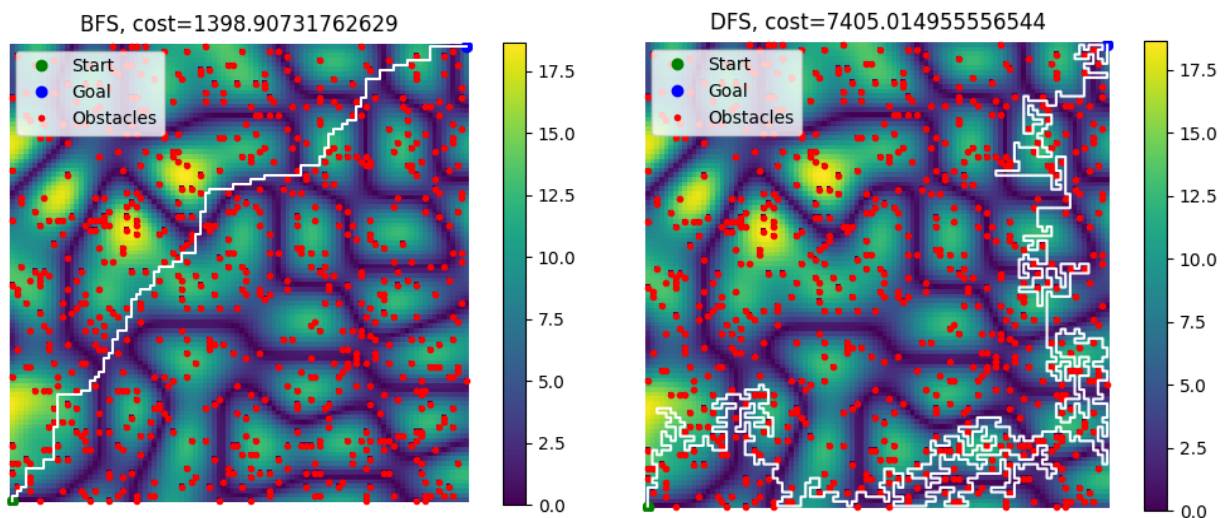 BFS, cost=1398.90731762629
Start
Goal
Obstacles
17.5
15.0
12.5
10.0
7.5
5.0
2.5
0.0
DFS, cost=7405.014955556544
Start
Goal
Obstacles
17.5
15.0
12.5
10.0
7.5
5.0
2.5
0.0